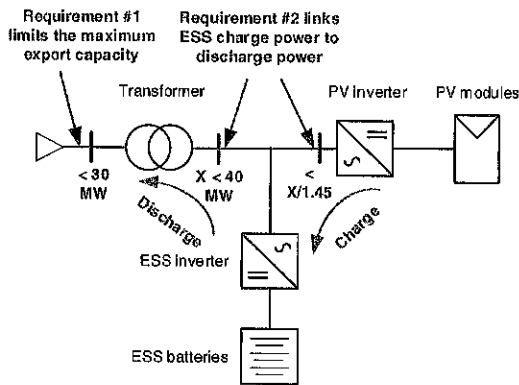 Requirement #1
limits the maximum
export capacity
Requirement #2 links
ESS charge power to
discharge power
Transformer
PV inverter
PV modules
<30
MW
X <40
MW
<
X/1.45
Discharge
Charge
ESS inverter
ESS batteries